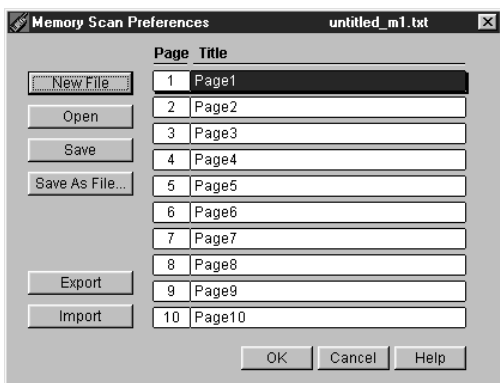 Memory Scan Preferences untitled_m1.txt
Page Title
New File
Open
Save
Save As File...
Export
Import
1 Page1
2 Page2
3 Page3
4 Page4
5 Page5
6 Page6
7 Page7
8 Page8
9 Page9
10 Page10
OK Cancel Help